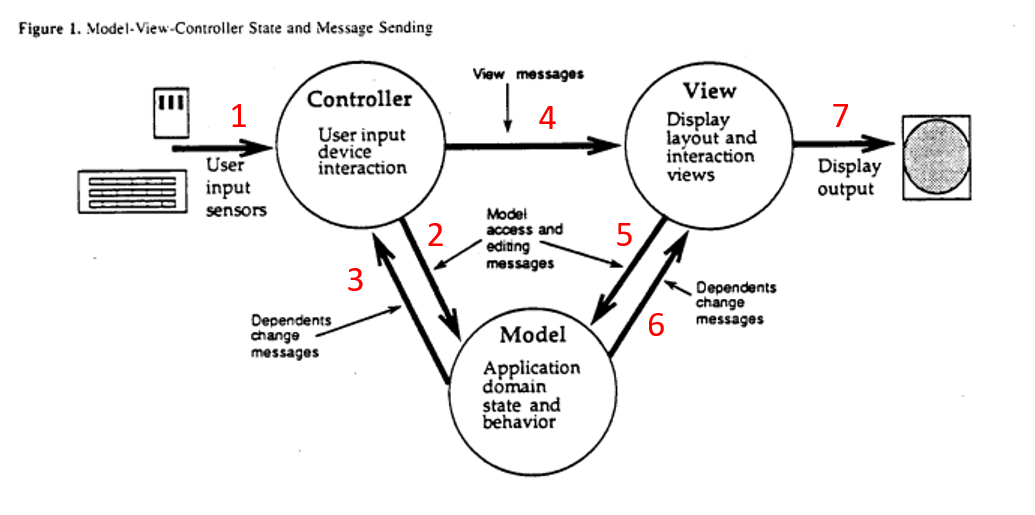 Figure 1. Model-View-Controller State and Message Sending
View messages
1
User
input
sensors
Controller
User input
device
interaction
4
View
Display
layout and
interaction
views
7
Display
output
2
Model
access and
editing
messages
5
3
Dependents
change
messages
6
Dependents
change
messages
Model
Application
domain
state and
behavior